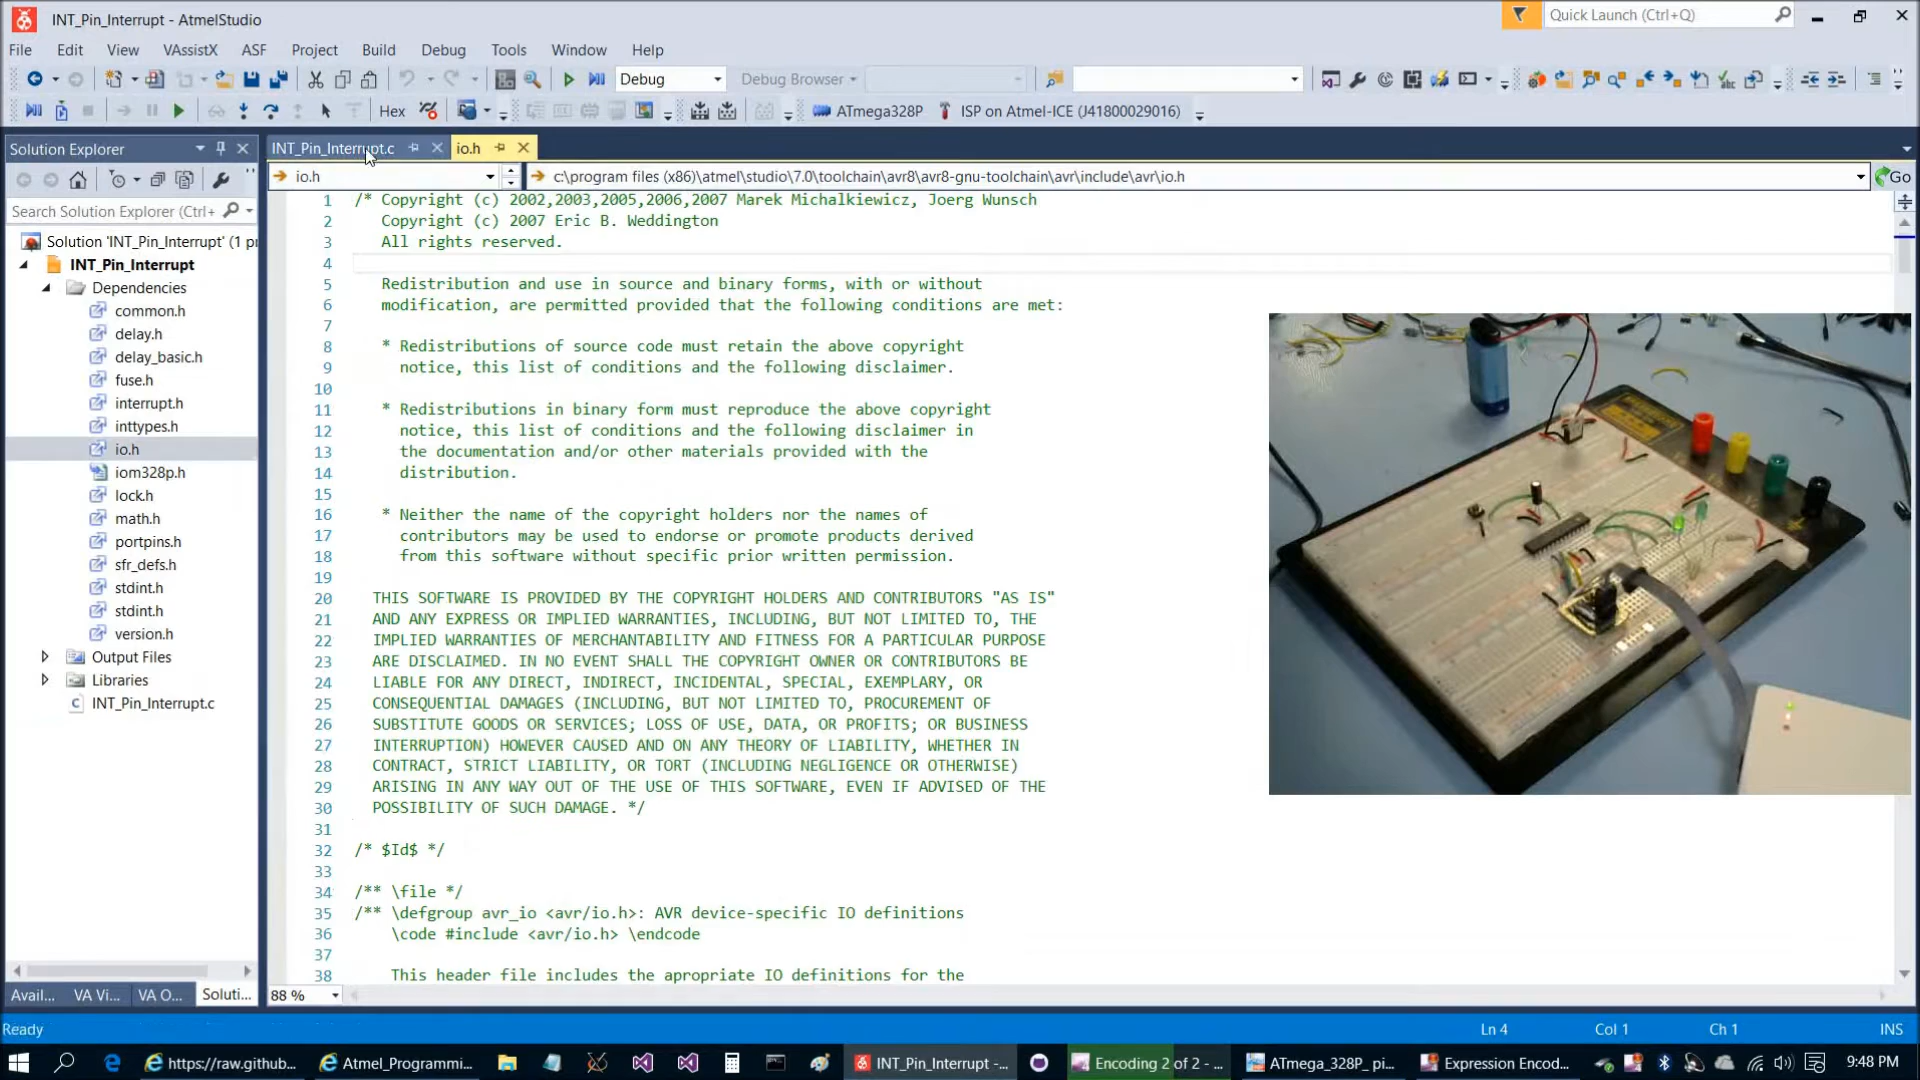 INT_Pin_Interrupt - AtmelStudio
Quick Launch (Ctrl+Q)
File Edit View VAssistX ASF Project Build Debug Tools Window Help
Debug Debug Browser
Hex ATmega328P ISP on Atmel-ICE (J41800029016)
Solution Explorer
INT_Pin_Interrupt.c io.h
io.h c:\program files (x86)\atmel\studio\7.0\toolchain\avr8\avr8-gnu-toolchain\avr\include\avr\io.h Go
Search Solution Explorer (Ctrl+
Solution 'INT_Pin_Interrupt' (1 pr
INT_Pin_Interrupt
Dependencies
common.h
delay.h
delay_basic.h
fuse.h
interrupt.h
inttypes.h
io.h
iom328p.h
lock.h
math.h
portpins.h
sfr_defs.h
stdint.h
stdint.h
version.h
Output Files
Libraries
INT_Pin_Interrupt.c
1 /* Copyright (c) 2002,2003,2005,2006,2007 Marek Michalkiewicz, Joerg Wunsch
2 Copyright (c) 2007 Eric B. Weddington
3 All rights reserved.
4
5 Redistribution and use in source and binary forms, with or without
6 modification, are permitted provided that the following conditions are met:
7
8 * Redistributions of source code must retain the above copyright
9 notice, this list of conditions and the following disclaimer.
10
11 * Redistributions in binary form must reproduce the above copyright
12 notice, this list of conditions and the following disclaimer in
13 the documentation and/or other materials provided with the
14 distribution.
15
16 * Neither the name of the copyright holders nor the names of
17 contributors may be used to endorse or promote products derived
18 from this software without specific prior written permission.
19
20 THIS SOFTWARE IS PROVIDED BY THE COPYRIGHT HOLDERS AND CONTRIBUTORS "AS IS"
21 AND ANY EXPRESS OR IMPLIED WARRANTIES, INCLUDING, BUT NOT LIMITED TO, THE
22 IMPLIED WARRANTIES OF MERCHANTABILITY AND FITNESS FOR A PARTICULAR PURPOSE
23 ARE DISCLAIMED. IN NO EVENT SHALL THE COPYRIGHT OWNER OR CONTRIBUTORS BE
24 LIABLE FOR ANY DIRECT, INDIRECT, INCIDENTAL, SPECIAL, EXEMPLARY, OR
25 CONSEQUENTIAL DAMAGES (INCLUDING, BUT NOT LIMITED TO, PROCUREMENT OF
26 SUBSTITUTE GOODS OR SERVICES; LOSS OF USE, DATA, OR PROFITS; OR BUSINESS
27 INTERRUPTION) HOWEVER CAUSED AND ON ANY THEORY OF LIABILITY, WHETHER IN
28 CONTRACT, STRICT LIABILITY, OR TORT (INCLUDING NEGLIGENCE OR OTHERWISE)
29 ARISING IN ANY WAY OUT OF THE USE OF THIS SOFTWARE, EVEN IF ADVISED OF THE
30 POSSIBILITY OF SUCH DAMAGE. */
31
32 /* $Id$ */
33
34 /** \file */
35 /** \defgroup avr_io <avr/io.h>: AVR device-specific IO definitions
36 \code #include <avr/io.h> \endcode
37
38 This header file includes the apropriate IO definitions for the
Avail... VA Vi... VA O... Soluti... 88 %
Ready Ln 4 Col 1 Ch 1 INS
https://raw.github... Atmel_Programmi... INT_Pin_Interrupt -... Encoding 2 of 2 - ... ATmega_328P_ pi... Expression Encod... 9:48 PM